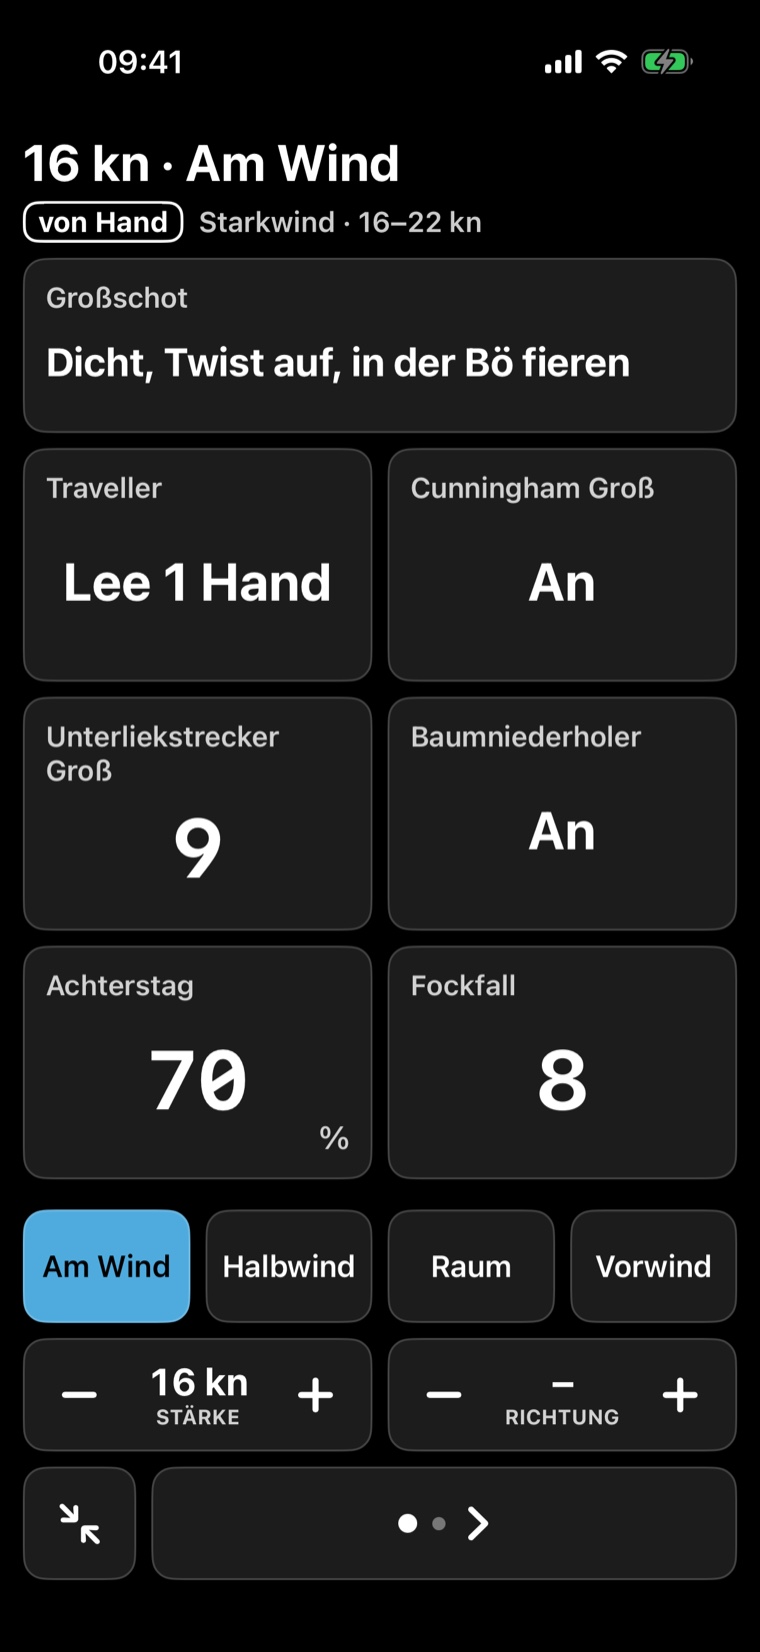 09:41
16 kn · Am Wind
von Hand Starkwind · 16–22 kn
Großschot
Dicht, Twist auf, in der Bö fieren
Traveller
Lee 1 Hand
Cunningham Groß
An
Unterliekstrecker
Groß
9
Baumniederholer
An
Achterstag
70
%
Fockfall
8
Am Wind Halbwind Raum Vorwind
– 16 kn +
STÄRKE
– – +
RICHTUNG